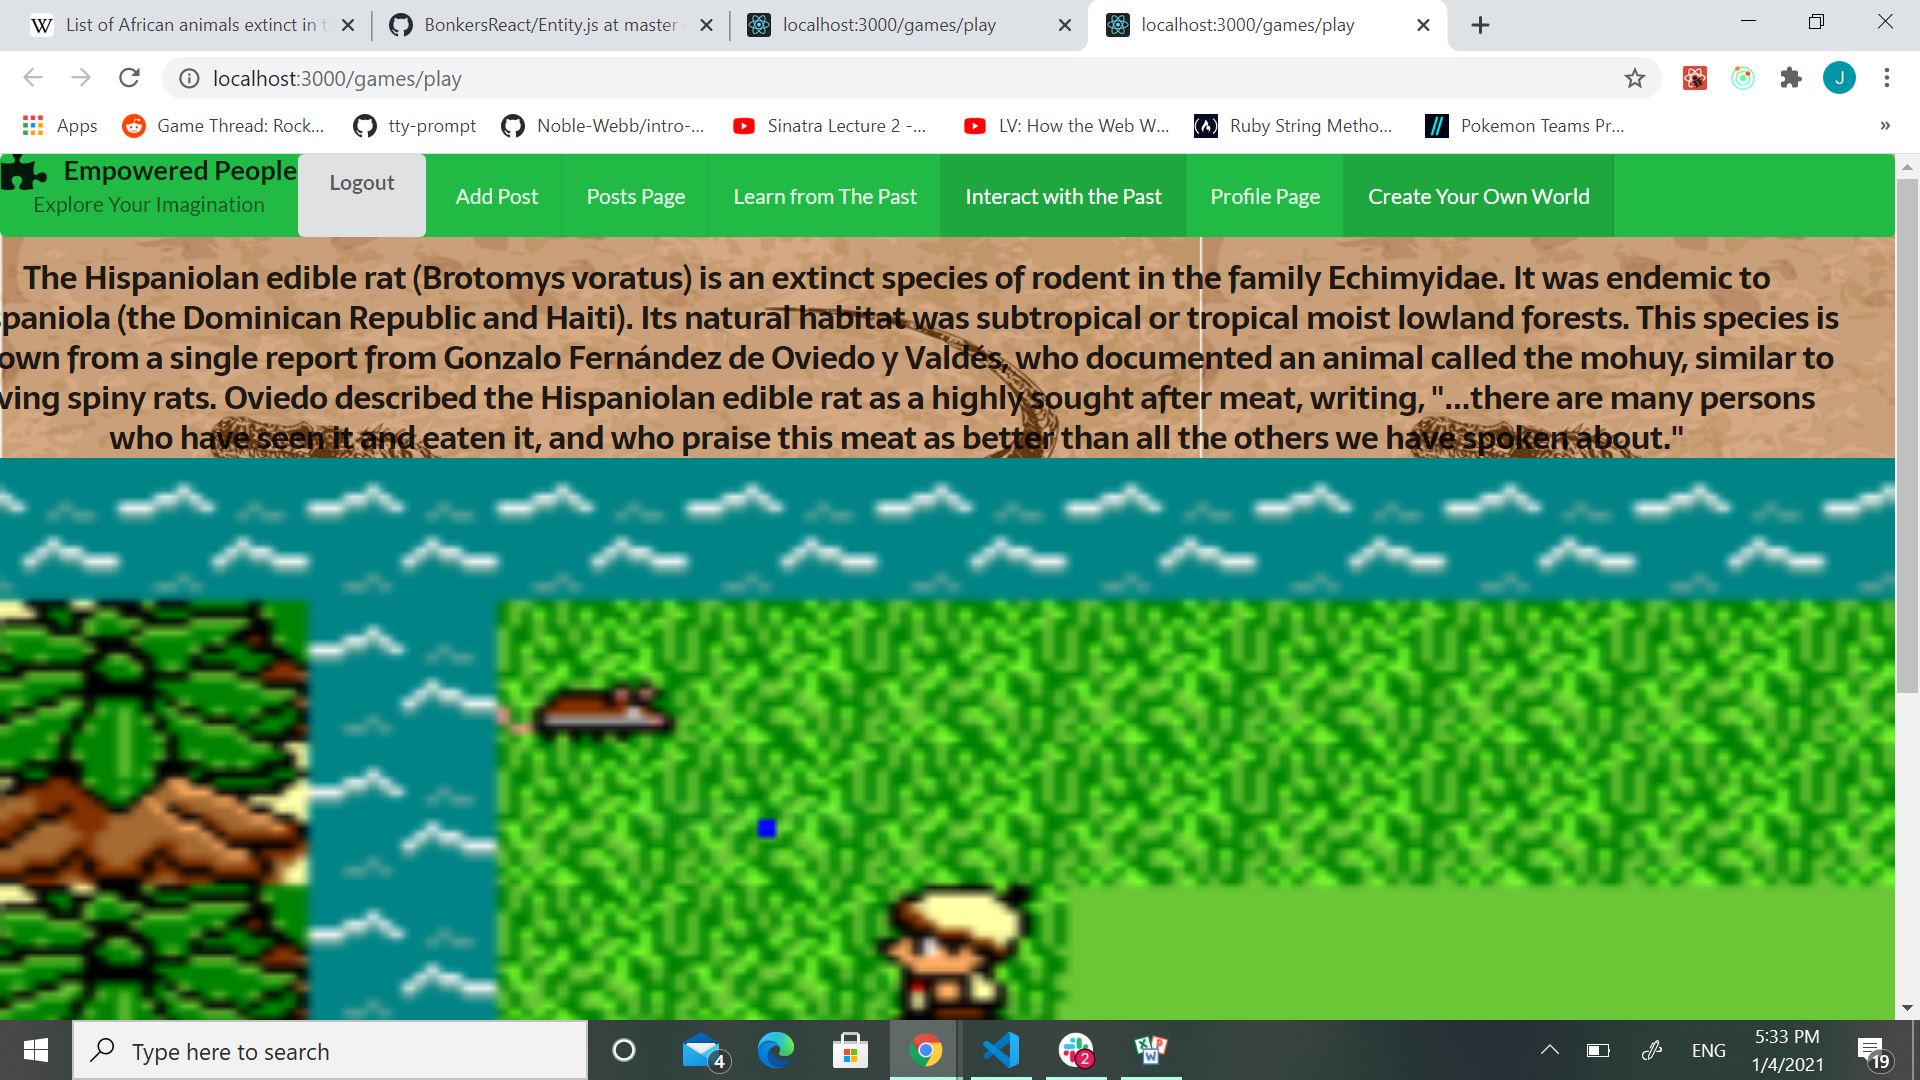 List of African animals extinct in t
BonkersReact/Entity.js at master
localhost:3000/games/play
localhost:3000/games/play
localhost:3000/games/play
J
Apps
Game Thread: Rock...
tty-prompt
Noble-Webb/intro-...
Sinatra Lecture 2 -...
LV: How the Web W...
Ruby String Metho...
Pokemon Teams Pr...
»
Empowered People
Explore Your Imagination
Logout
Add Post
Posts Page
Learn from The Past
Interact with the Past
Profile Page
Create Your Own World
The Hispaniolan edible rat (Brotomys voratus) is an extinct species of rodent in the family Echimyidae. It was endemic to
spaniola (the Dominican Republic and Haiti). Its natural habitat was subtropical or tropical moist lowland forests. This species is
own from a single report from Gonzalo Fernández de Oviedo y Valdés, who documented an animal called the mohuy, similar to
ving spiny rats. Oviedo described the Hispaniolan edible rat as a highly sought after meat, writing, "...there are many persons
who have seen it and eaten it, and who praise this meat as better than all the others we have spoken about."
Type here to search
4
2
ENG
5:33 PM
1/4/2021
19